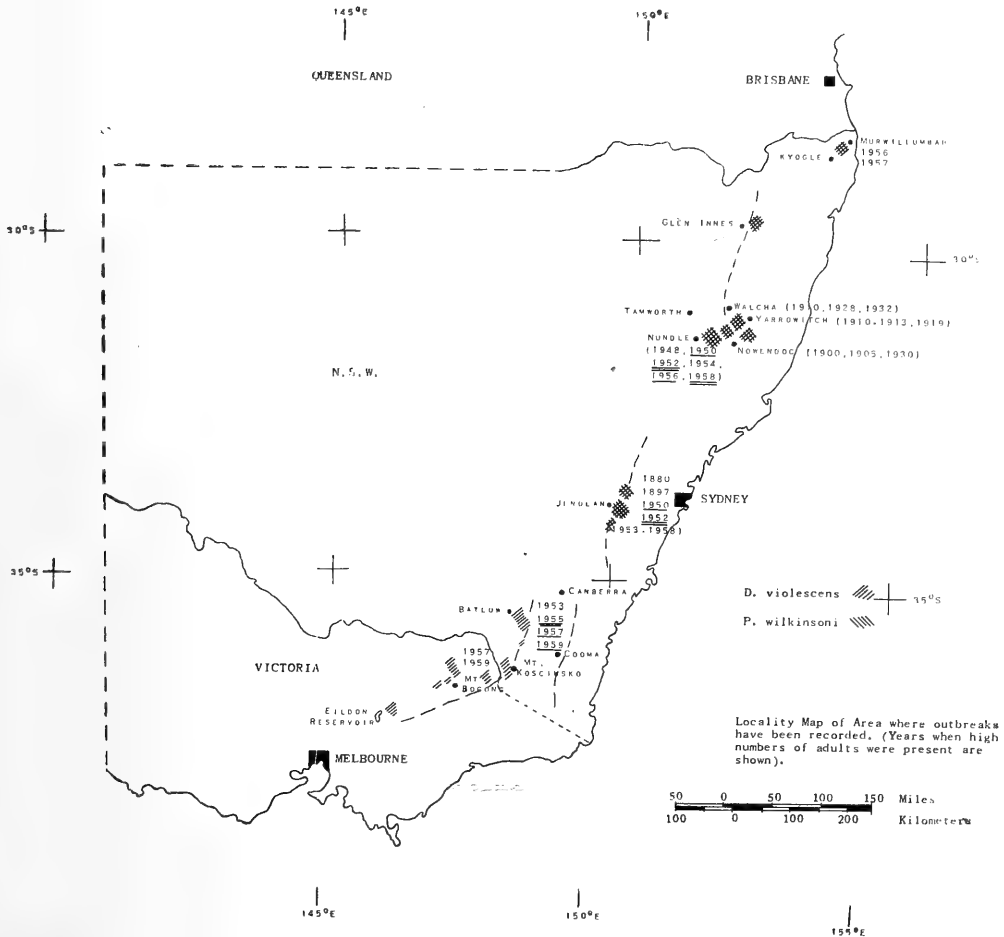 145°E
150°E
QUEENSLAND
BRISBANE
MURWILLUMBAH
1956
1957
KYOGLE
30°S
GLEN INNES
30°S
TAMWORTH
WALCHA (1910,1928,1932)
YARROWITCH (1910-1913,1919)
NUNDLE
(1948,1950
1952,1954,
1956,1958)
NOWENDOC (1900,1905,1930)
N.S.W.
JENOLAN
1880
1897
1950
1952
(1953-1958)
SYDNEY
35°S
CANBERRA
BATLOW
1953
1955
1957
1959
COOMA
D. violescens
35°S
P. wilkinsoni
VICTORIA
1957
1959
MT.
KOSCIUSKO
MT
BOGONG
EILDON
RESERVOIR
MELBOURNE
Locality Map of Area where outbreaks
have been recorded. (Years when high
numbers of adults were present are
shown).
50 0 50 100 150 Miles
100 0 100 200 Kilometers
145°E
150°E
155°E